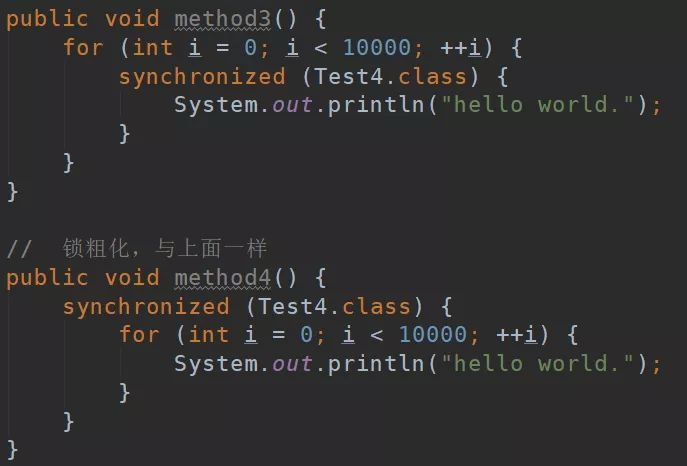 public void method3() {
    for (int i = 0; i < 10000; ++i) {
        synchronized (Test4.class) {
            System.out.println("hello world.");
        }
    }
}

//  锁粗化，与上面一样
public void method4() {
    synchronized (Test4.class) {
        for (int i = 0; i < 10000; ++i) {
            System.out.println("hello world.");
        }
    }
}